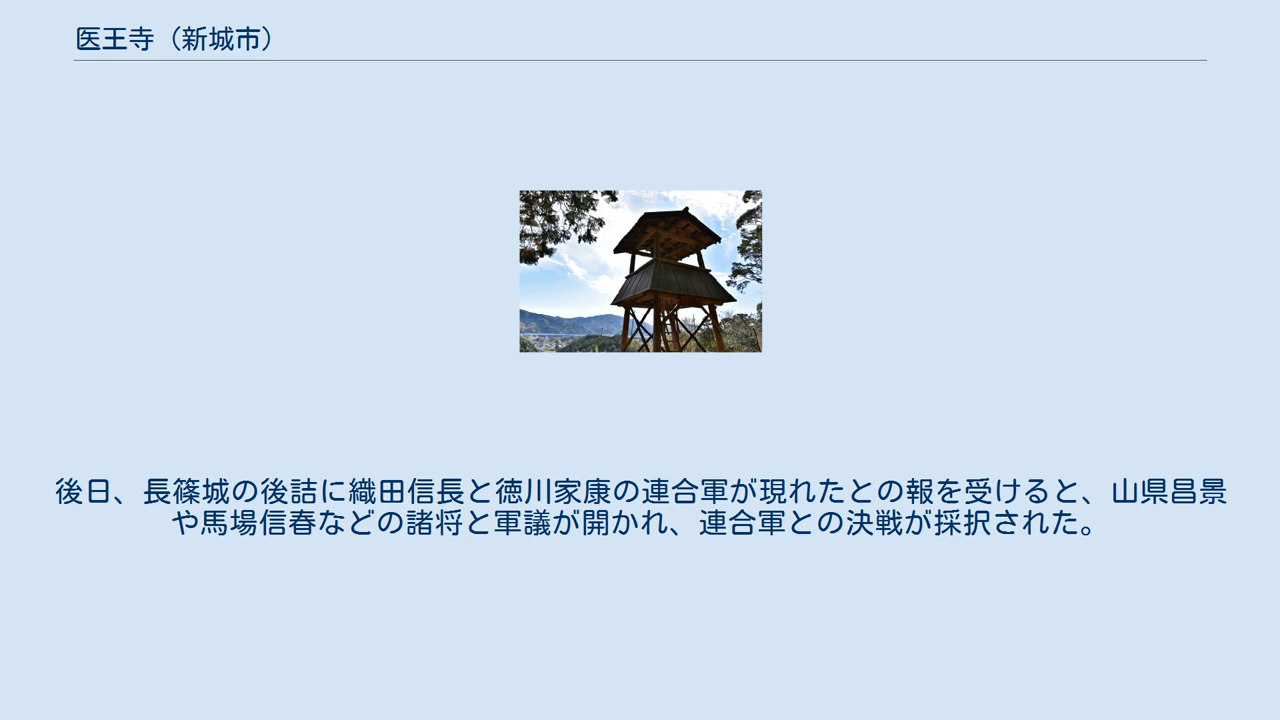 医王寺（新城市）
後日、長篠城の後詰に織田信長と徳川家康の連合軍が現れたとの報を受けると、山県昌景
や馬場信春などの諸将と軍議が開かれ、連合軍との決戦が採択された。